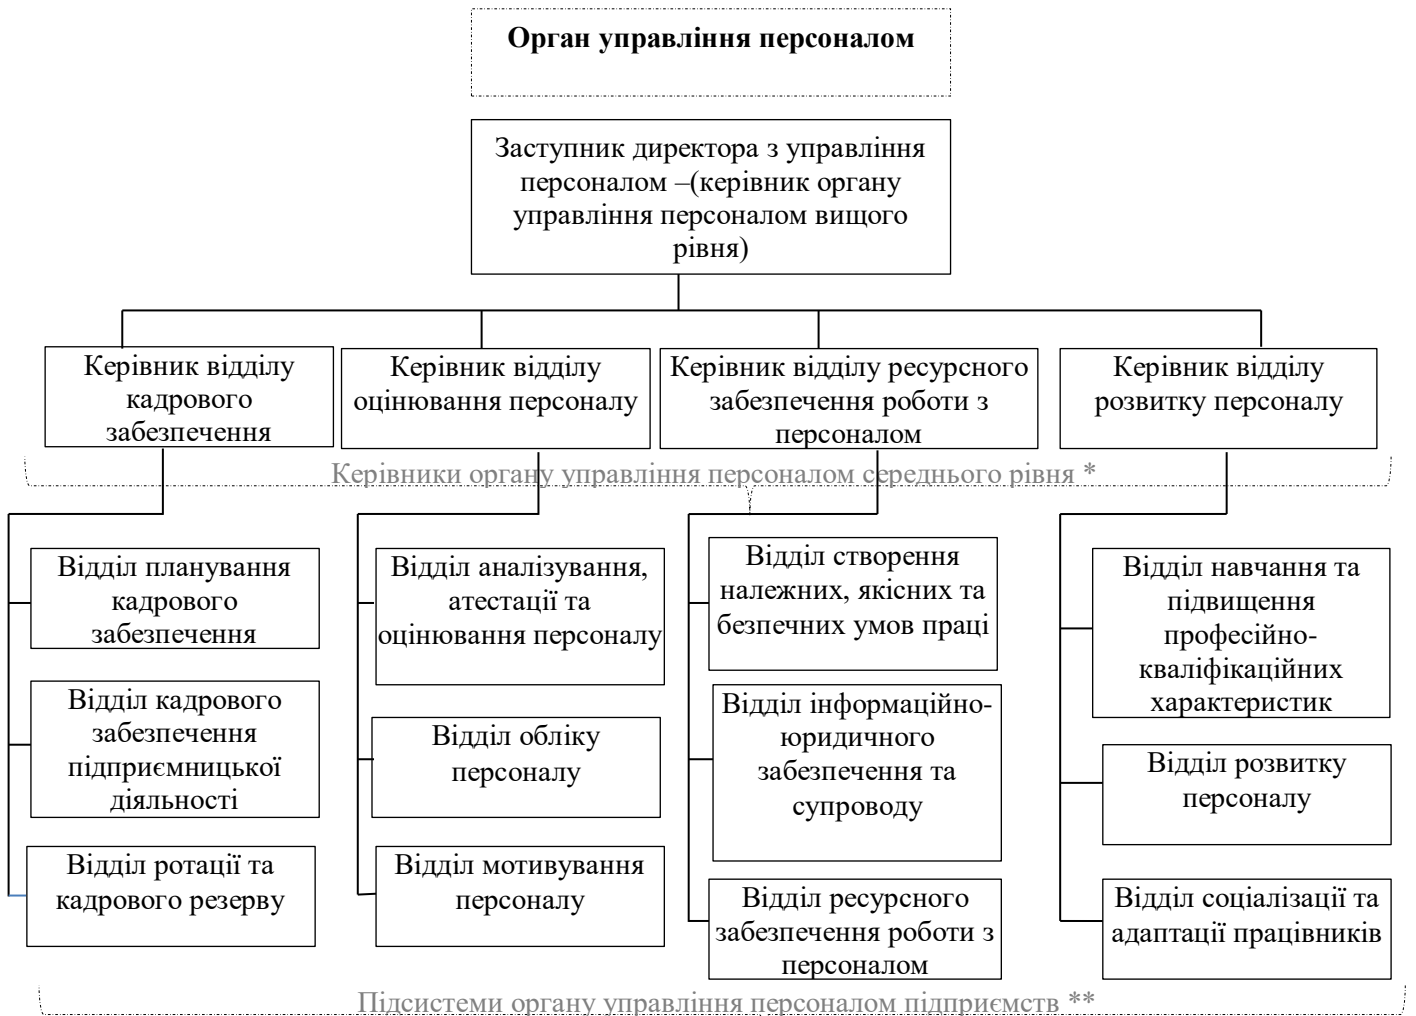 Орган управління персоналом
Заступник директора з управління
персоналом –(керівник органу
управління персоналом вищого
рівня)
Керівник відділу
кадрового
забезпечення
Керівник відділу
оцінювання персоналу
Керівник відділу ресурсного
забезпечення роботи з
персоналом
Керівник відділу
розвитку персоналу
Керівники органу управління персоналом середнього рівня *
Відділ планування
кадрового
забезпечення
Відділ кадрового
забезпечення
підприємницької
діяльності
Відділ ротації та
кадрового резерву
Відділ аналізування,
атестації та
оцінювання персоналу
Відділ обліку
персоналу
Відділ мотивування
персоналу
Відділ створення
належних, якісних та
безпечних умов праці
Відділ інформаційно-
юридичного
забезпечення та
супроводу
Відділ ресурсного
забезпечення роботи з
персоналом
Відділ навчання та
підвищення
професійно-
кваліфікаційних
характеристик
Відділ розвитку
персоналу
Відділ соціалізації та
адаптації працівників
Підсистеми органу управління персоналом підприємств **